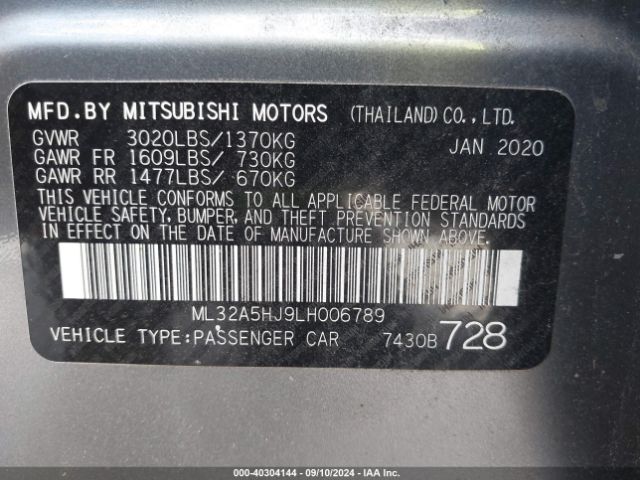 MFD.BY MITSUBISHI MOTORS (THAILAND) CO., LTD.
GVWR 3020LBS/1370KG JAN 2020
GAWR FR 1609LBS/ 730KG
GAWR RR 1477LBS/ 670KG
THIS VEHICLE CONFORMS TO ALL APPLICABLE FEDERAL MOTOR
VEHICLE SAFETY, BUMPER, AND THEFT PREVENTION STANDARDS
IN EFFECT ON THE DATE OF MANUFACTURE SHOWN ABOVE.
ML32A5HJ9LH006789
VEHICLE TYPE:PASSENGER CAR 7430B 728
000-40304144 - 09/10/2024 - IAA, Inc.